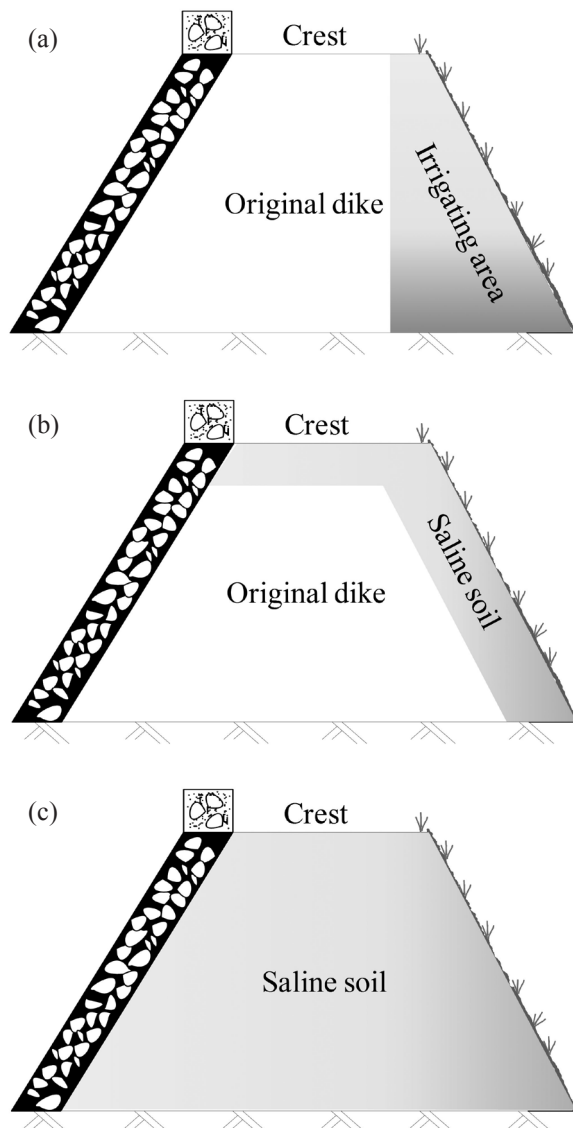 (a)
Crest
Original dike
Irrigating area
(b)
Crest
Original dike
Saline soil
(c)
Crest
Saline soil